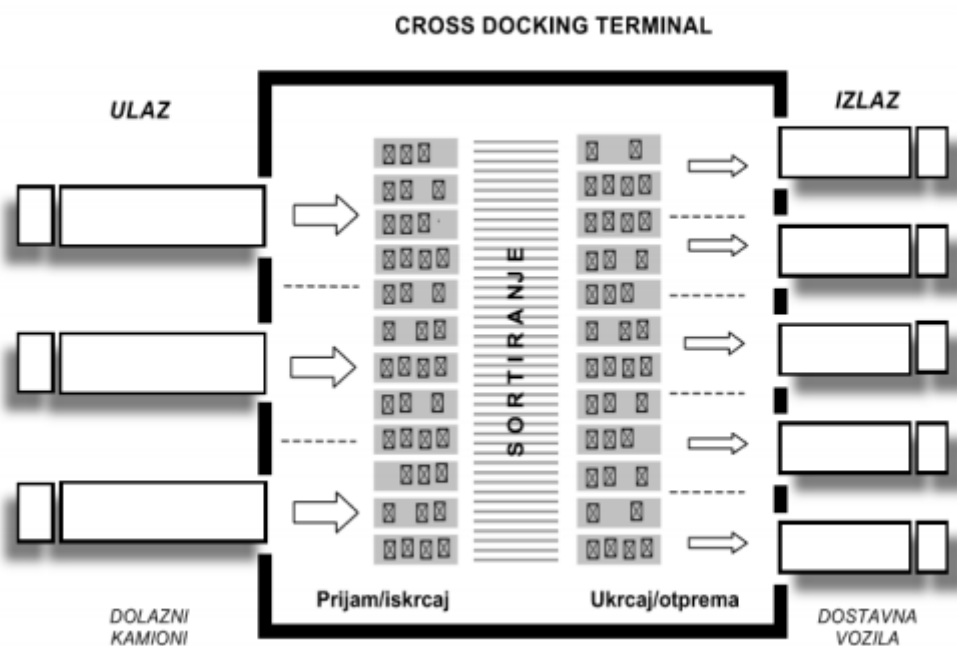 CROSS DOCKING TERMINAL
ULAZ
IZLAZ
SORTIRANJE
Prijam/iskrcaj
Ukrcaj/otprema
DOLAZNI
KAMIONI
DOSTAVNA
VOZILA